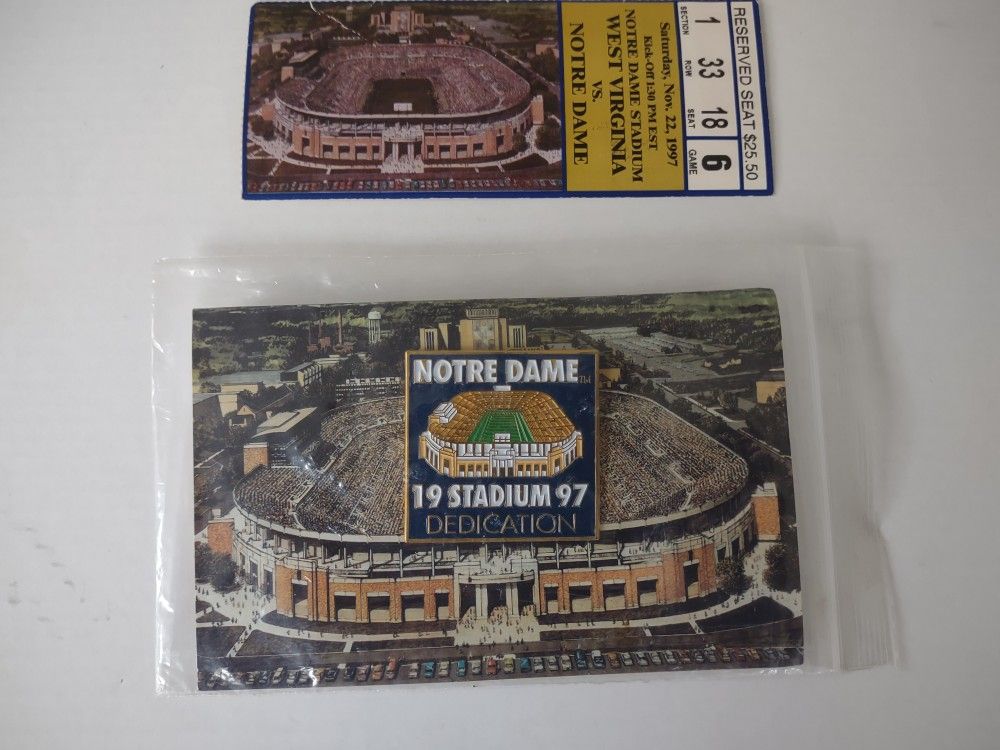 RESERVED SEAT $25.50
SECTION ROW SEAT GAME
1 33 18 6
Saturday, Nov. 22, 1997
Kick-Off 1:30 PM EST
NOTRE DAME STADIUM
WEST VIRGINIA
VS.
NOTRE DAME
NOTRE DAME TM
19 STADIUM 97
DEDICATION